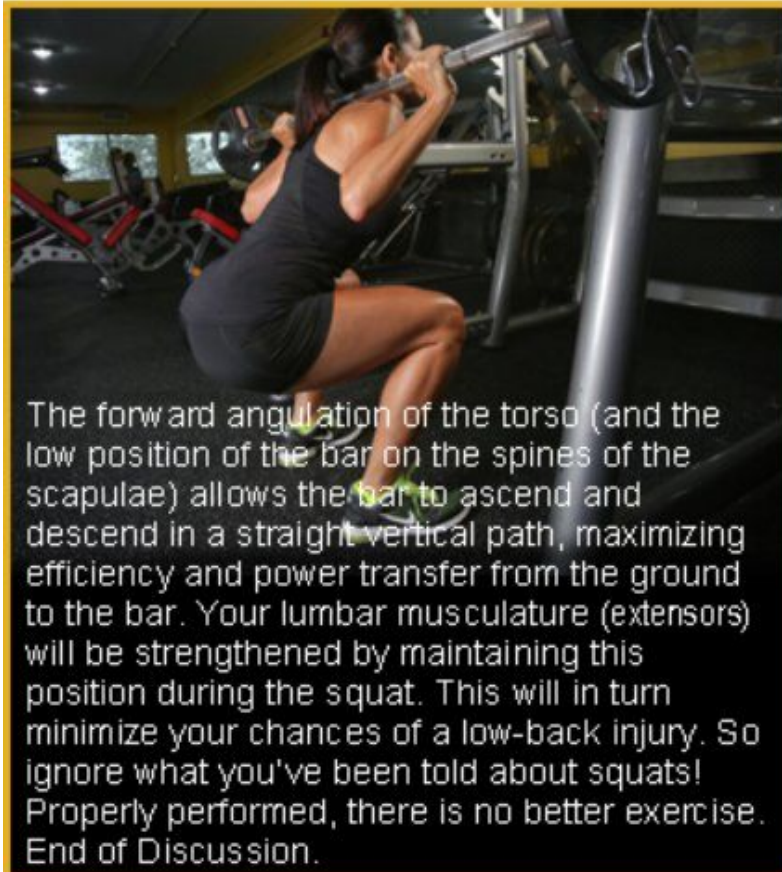 The forward angulation of the torso (and the
low position of the bar on the spines of the
scapulae) allows the bar to ascend and
descend in a straight vertical path, maximizing
efficiency and power transfer from the ground
to the bar. Your lumbar musculature (extensors)
will be strengthened by maintaining this
position during the squat. This will in turn
minimize your chances of a low-back injury. So
ignore what you've been told about squats!
Properly performed, there is no better exercise.
End of Discussion.